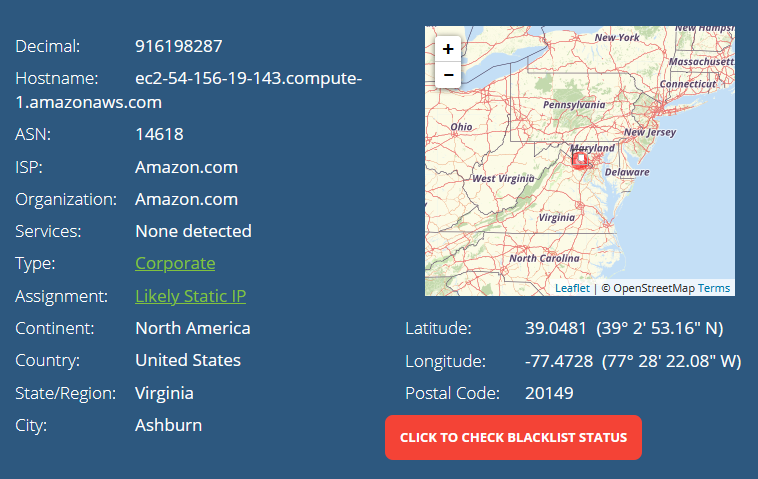 Decimal: 916198287
Hostname: ec2-54-156-19-143.compute-
1.amazonaws.com
ASN: 14618
ISP: Amazon.com
Organization: Amazon.com
Services: None detected
Type: Corporate
Assignment: Likely Static IP
Continent: North America
Country: United States
State/Region: Virginia
City: Ashburn
+
−
New York
New Hampsh
Massachusett
Connecticut
Pennsylvania
Ohio
New Jersey
Maryland
Delaware
West Virginia
Virginia
North Carolina
Leaflet | © OpenStreetMap Terms
Latitude: 39.0481 (39° 2′ 53.16″ N)
Longitude: -77.4728 (77° 28′ 22.08″ W)
Postal Code: 20149
CLICK TO CHECK BLACKLIST STATUS